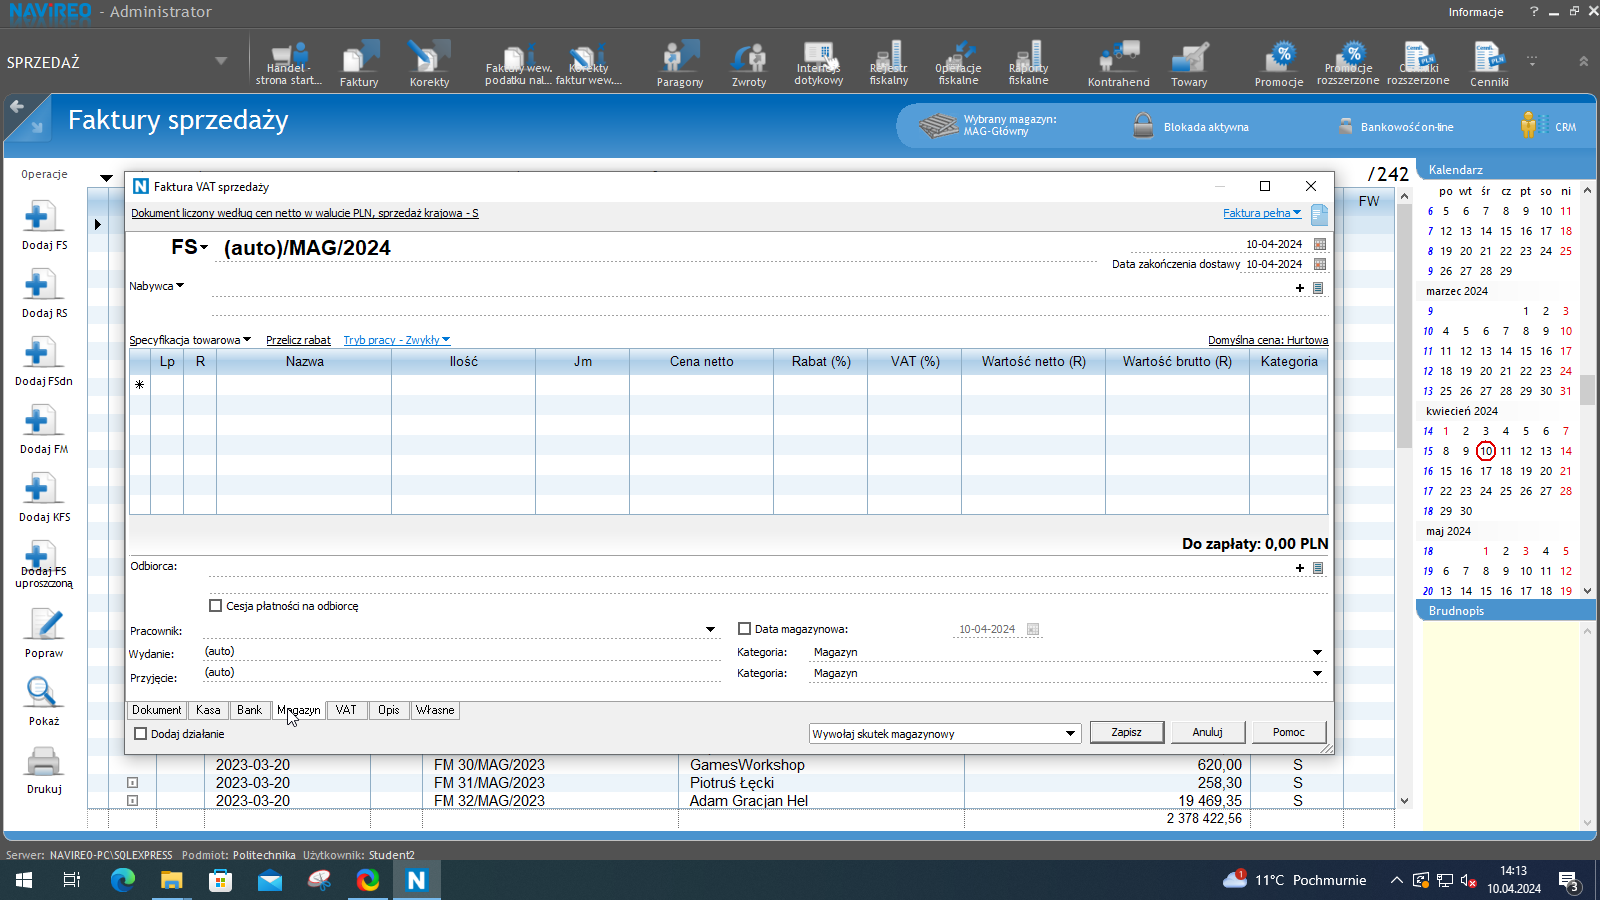 NAVIREO - Administrator
Informacje ?
SPRZEDAŻ
Handel - strona start...
Faktury
Korekty
Faktury wew. podatku nal...
Korekty faktur wew....
Paragony
Zwroty
Interfejs dotykowy
Rejestr fiskalny
Operacje fiskalne
Raporty fiskalne
Kontrahenci
Towary
Promocje
Promocje rozszerzone
Cenniki rozszerzone
Cenniki
Faktury sprzedaży
Wybrany magazyn:
MAG-Główny
Blokada aktywna
Bankowość on-line
CRM
Operacje
Dodaj FS
Dodaj RS
Dodaj FSdn
Dodaj FM
Dodaj KFS
Dodaj FS
uproszczoną
Popraw
Pokaż
Drukuj
/242
FW
Faktura VAT sprzedaży
Dokument liczony według cen netto w walucie PLN, sprzedaż krajowa - S
Faktura pełna
FS (auto)/MAG/2024
10-04-2024
Data zakończenia dostawy 10-04-2024
Nabywca
Specyfikacja towarowa Przelicz rabat Tryb pracy - Zwykły Domyślna cena: Hurtowa
Lp R Nazwa Ilość Jm Cena netto Rabat (%) VAT (%) Wartość netto (R) Wartość brutto (R) Kategoria
Do zapłaty: 0,00 PLN
Odbiorca:
Cesja płatności na odbiorcę
Pracownik:
Data magazynowa: 10-04-2024
Wydanie: (auto) Kategoria: Magazyn
Przyjęcie: (auto) Kategoria: Magazyn
Dokument Kasa Bank Magazyn VAT Opis Własne
Dodaj działanie
Wywołaj skutek magazynowy Zapisz Anuluj Pomoc
2023-03-20 FM 30/MAG/2023 GamesWorkshop 620,00 S
2023-03-20 FM 31/MAG/2023 Piotruś Łęcki 258,30 S
2023-03-20 FM 32/MAG/2023 Adam Gracjan Hel 19 469,35 S
2 378 422,56
Kalendarz
po wt śr cz pt so ni
6 5 6 7 8 9 10 11
7 12 13 14 15 16 17 18
8 19 20 21 22 23 24 25
9 26 27 28 29
marzec 2024
9 1 2 3
10 4 5 6 7 8 9 10
11 11 12 13 14 15 16 17
12 18 19 20 21 22 23 24
13 25 26 27 28 29 30 31
kwiecień 2024
14 1 2 3 4 5 6 7
15 8 9 10 11 12 13 14
16 15 16 17 18 19 20 21
17 22 23 24 25 26 27 28
18 29 30
maj 2024
18 1 2 3 4 5
19 6 7 8 9 10 11 12
20 13 14 15 16 17 18 19
Brudnopis
Serwer: NAVIREO-PC\SQLEXPRESS Podmiot: Politechnika Użytkownik: Student2
1 11°C Pochmurnie
14:13
10.04.2024
3